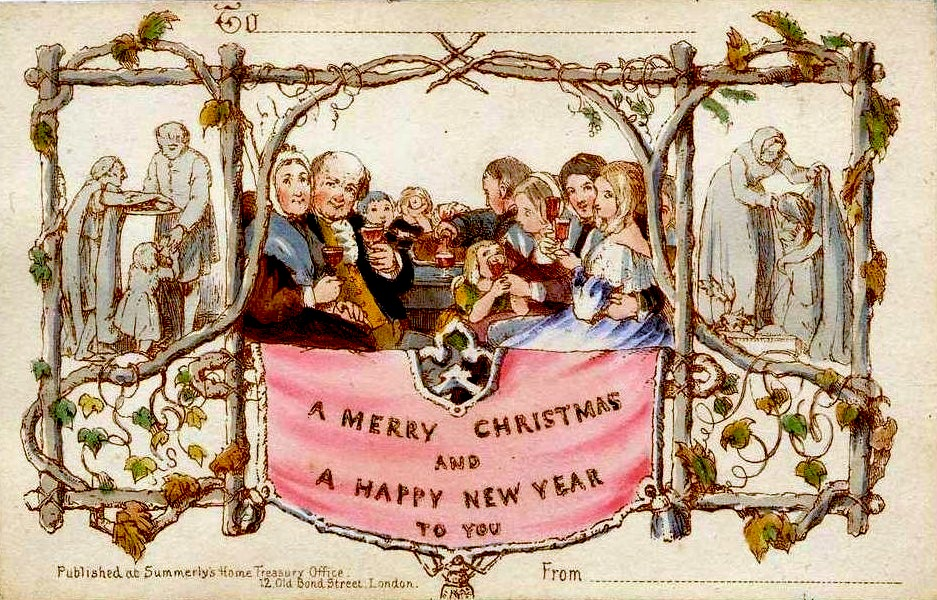 To
A MERRY CHRISTMAS
AND
A HAPPY NEW YEAR
TO YOU
Published at Summerly's Home Treasury Office
12 Old Bond Street London.
From